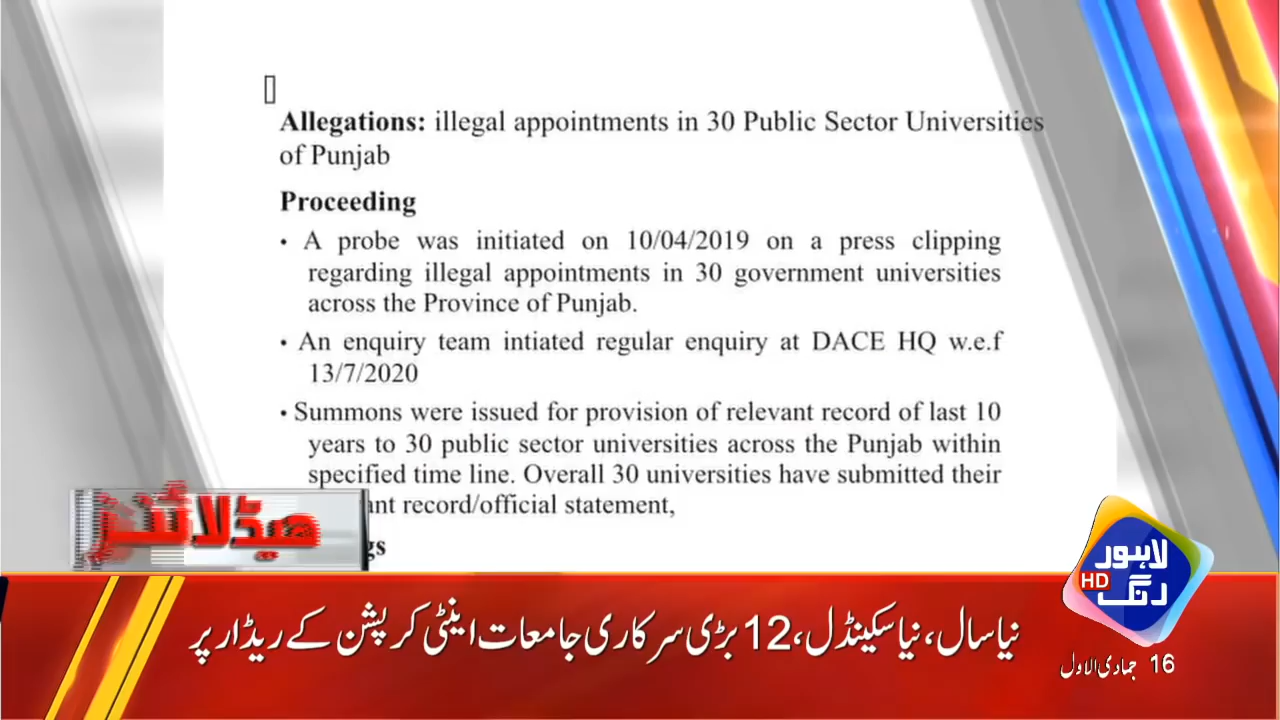 Allegations: illegal appointments in 30 Public Sector Universities
of Punjab
Proceeding
• A probe was initiated on 10/04/2019 on a press clipping
regarding illegal appointments in 30 government universities
across the Province of Punjab.
• An enquiry team intiated regular enquiry at DACE HQ w.e.f
13/7/2020
• Summons were issued for provision of relevant record of last 10
years to 30 public sector universities across the Punjab within
specified time line. Overall 30 universities have submitted their
record/official statement,
ہیڈلائنز
لاہور
رنگ
HD
نیا سال، نیا سکینڈل، 12 بڑی سرکاری جامعات اینٹی کرپشن کے ریڈار پر
16 جمادی الاول